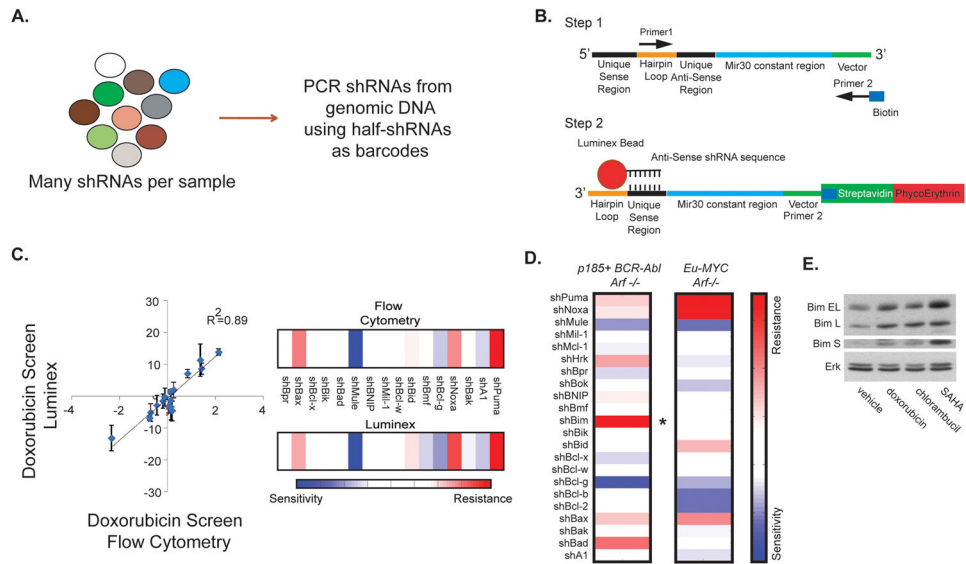 A.
PCR shRNAs from
genomic DNA
using half-shRNAs
as barcodes
Many shRNAs per sample
B.
Step 1
Primer1
5'
3'
Unique
Sense
Region
Hairpin
Loop
Unique
Anti-Sense
Region
Mir30 constant region
Vector
Primer 2
Biotin
Step 2
Luminex Bead
Anti-Sense shRNA sequence
3'
Hairpin
Loop
Unique
Sense
Region
Mir30 constant region
Vector
Primer 2
Streptavidin
PhycoErythrin
C.
Doxorubicin Screen
Luminex
30
20
10
0
-10
-20
-30
-4
-2
0
2
4
R2=0.89
Doxorubicin Screen
Flow Cytometry
Flow
Cytometry
shBpr
shBax
shBcl-x
shBik
shBad
shMule
shBNIP
shMil-1
shBcl-w
shBid
shBmf
shBcl-g
shNoxa
shBak
shA1
shPuma
Luminex
Sensitivity
Resistance
D.
p185+ BCR-Abl
Arf -/-
Eu-MYC
Arf-/-
shPuma
shNoxa
shMule
shMil-1
shMcl-1
shHrk
shBpr
shBok
shBNIP
shBmf
shBim
*
shBik
shBid
shBcl-x
shBcl-w
shBcl-g
shBcl-b
shBcl-2
shBax
shBak
shBad
shA1
Resistance
Sensitivity
E.
Bim EL
Bim L
Bim S
Erk
vehicle
doxorubicin
chlorambucil
SAHA